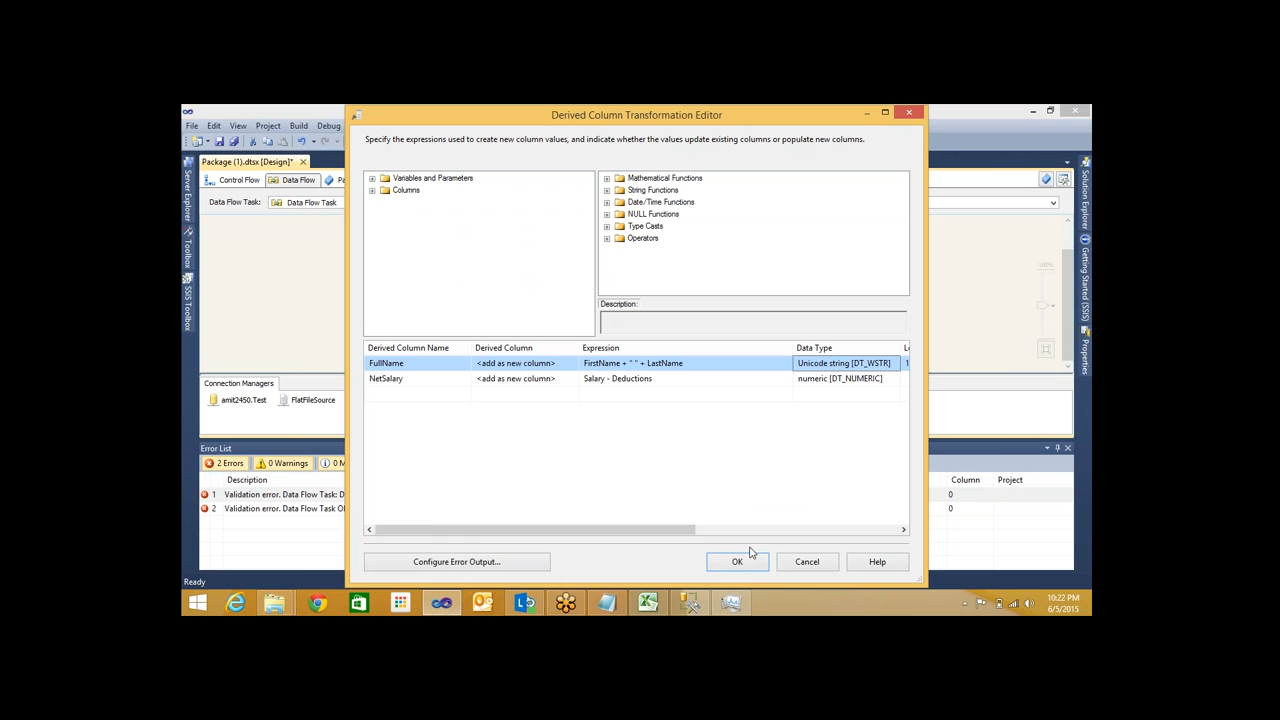 Derived Column Transformation Editor
File Edit View Project Build Debug
Specify the expressions used to create new column values, and indicate whether the values update existing columns or populate new columns.
Package (1).dtsx [Design]*
Control Flow Data Flow
Data Flow Task: Data Flow Task
Server Explorer
Toolbox
SSIS Toolbox
Variables and Parameters
Columns
Mathematical Functions
String Functions
Date/Time Functions
NULL Functions
Type Casts
Operators
Description:
Solution Explorer
Getting Started (SSIS)
Properties
100%
Derived Column Name Derived Column Expression Data Type
FullName <add as new column> FirstName + " " + LastName Unicode string [DT_WSTR] 1
NetSalary <add as new column> Salary - Deductions numeric [DT_NUMERIC]
Connection Managers
amit2450.Test FlatFileSource
Error List
2 Errors 0 Warnings 0 M
Description Column Project
1 Validation error. Data Flow Task: D 0
2 Validation error. Data Flow Task OL 0
Configure Error Output... OK Cancel Help
Ready
10:22 PM
6/5/2015